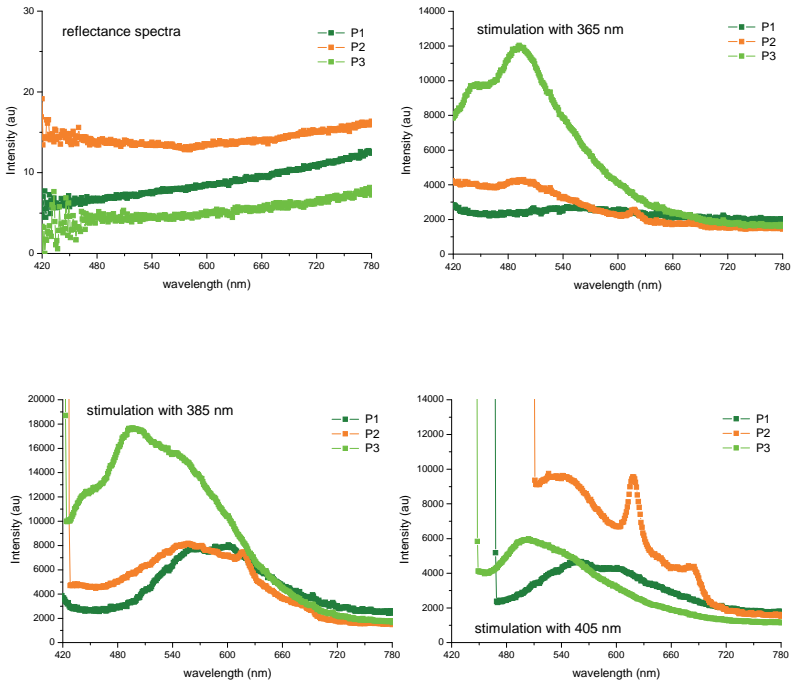 reflectance spectra
P1
P2
P3
30
20
10
0
Intensity (au)
420 480 540 600 660 720 780
wavelength (nm)
stimulation with 365 nm
P1
P2
P3
14000
12000
10000
8000
6000
4000
2000
0
Intensity (au)
420 480 540 600 660 720 780
wavelength (nm)
stimulation with 385 nm
P1
P2
P3
20000
18000
16000
14000
12000
10000
8000
6000
4000
2000
0
Intensity (au)
420 480 540 600 660 720 780
wavelength (nm)
P1
P2
P3
14000
12000
10000
8000
6000
4000
2000
0
Intensity (au)
stimulation with 405 nm
420 480 540 600 660 720 780
wavelength (nm)